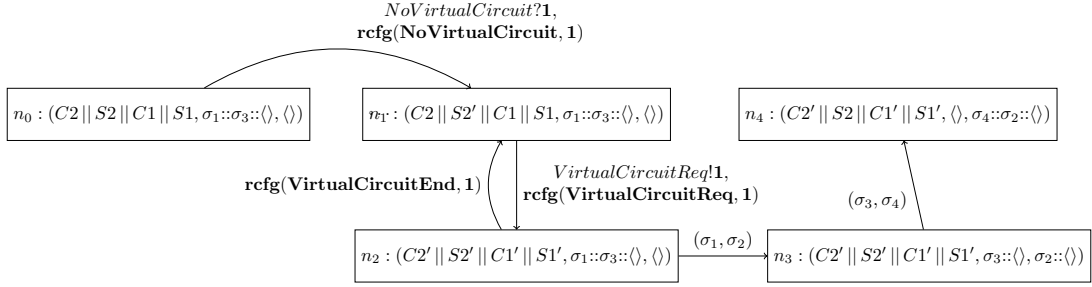 NoVirtualCircuit?1,
rcfg(NoVirtualCircuit, 1)
n₀ : (C2 || S2 || C1 || S1, σ₁::σ₃::⟨⟩, ⟨⟩)
n₁ : (C2 || S2′ || C1 || S1, σ₁::σ₃::⟨⟩, ⟨⟩)
n₄ : (C2′ || S2 || C1′ || S1′, ⟨⟩, σ₄::σ₂::⟨⟩)
rcfg(VirtualCircuitEnd, 1)
VirtualCircuitReq!1,
rcfg(VirtualCircuitReq, 1)
(σ₃, σ₄)
(σ₁, σ₂)
n₂ : (C2′ || S2′ || C1′ || S1′, σ₁::σ₃::⟨⟩, ⟨⟩)
n₃ : (C2′ || S2′ || C1′ || S1′, σ₃::⟨⟩, σ₂::⟨⟩)